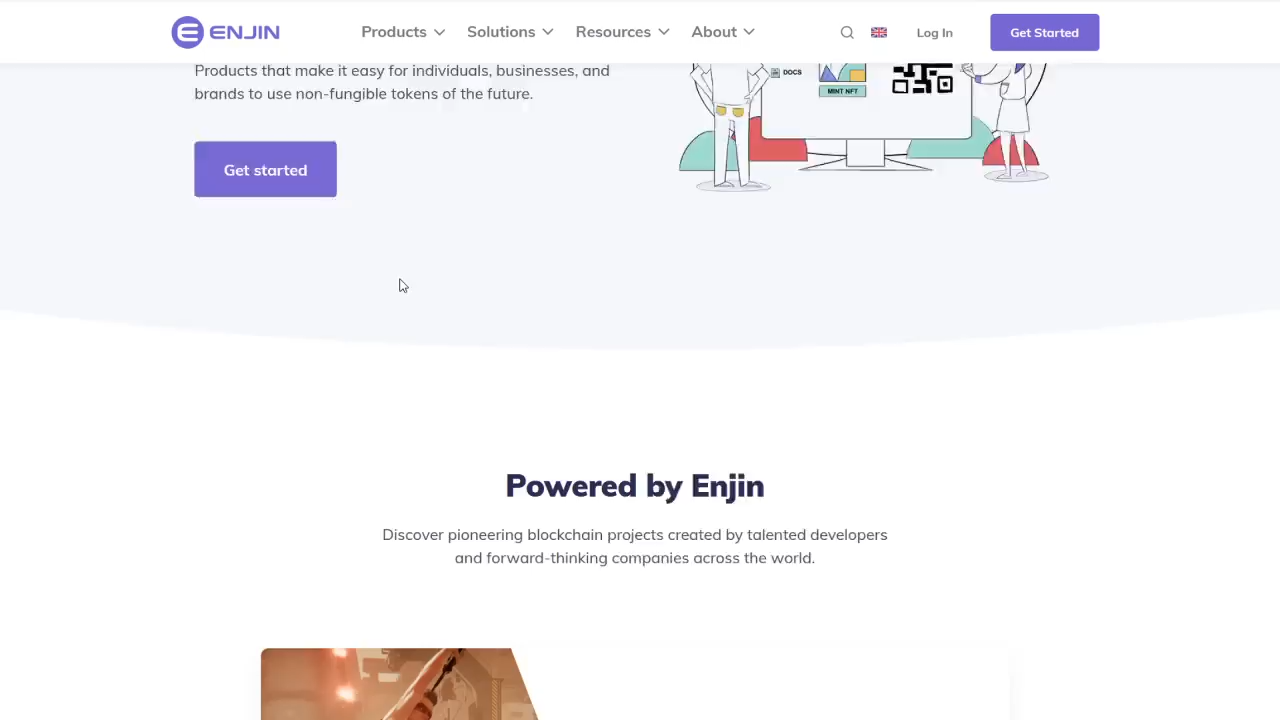 ENJIN
Products
Solutions
Resources
About
Log In
Get Started
Products that make it easy for individuals, businesses, and
brands to use non-fungible tokens of the future.
DOCS
MINT NFT
Get started
Powered by Enjin
Discover pioneering blockchain projects created by talented developers
and forward-thinking companies across the world.